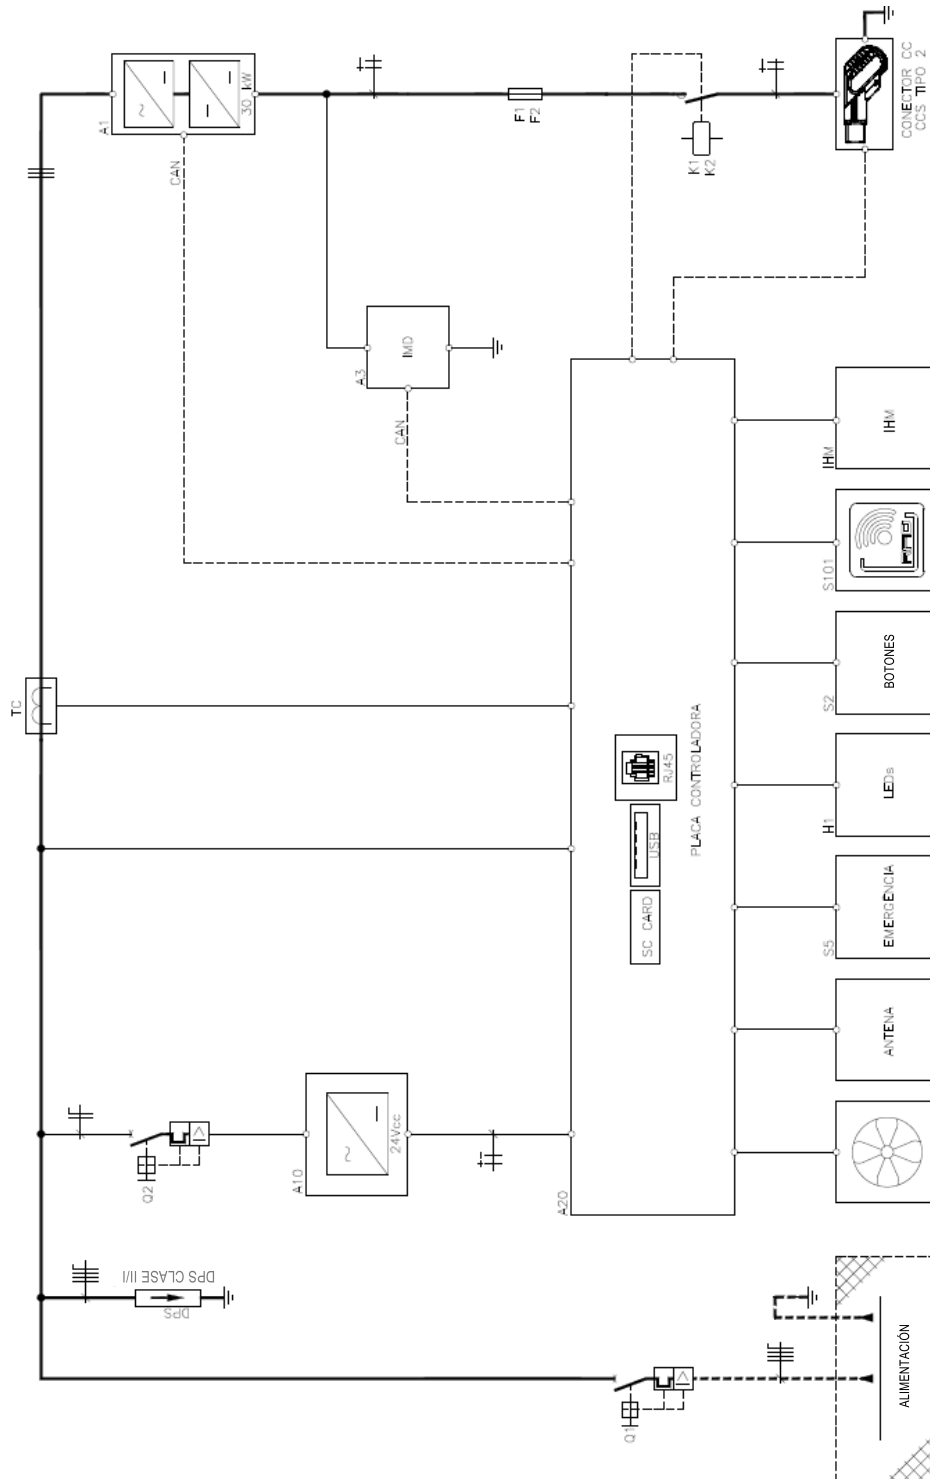 A1
30 kW
CAN
F1
F2
K1
K2
CONECTOR CC
CCS TIPO 2
A3
IMD
CAN
IHM
IHM
S101
RFID
TC
S2
BOTONES
RJ45
USB
SC CARD
PLACA CONTROLADORA
H1
LEDs
S5
EMERGENCIA
ANTENA
Q2
A10
24Vcc
A20
DPS CLASE II/I
DPS
Q1
ALIMENTACIÓN